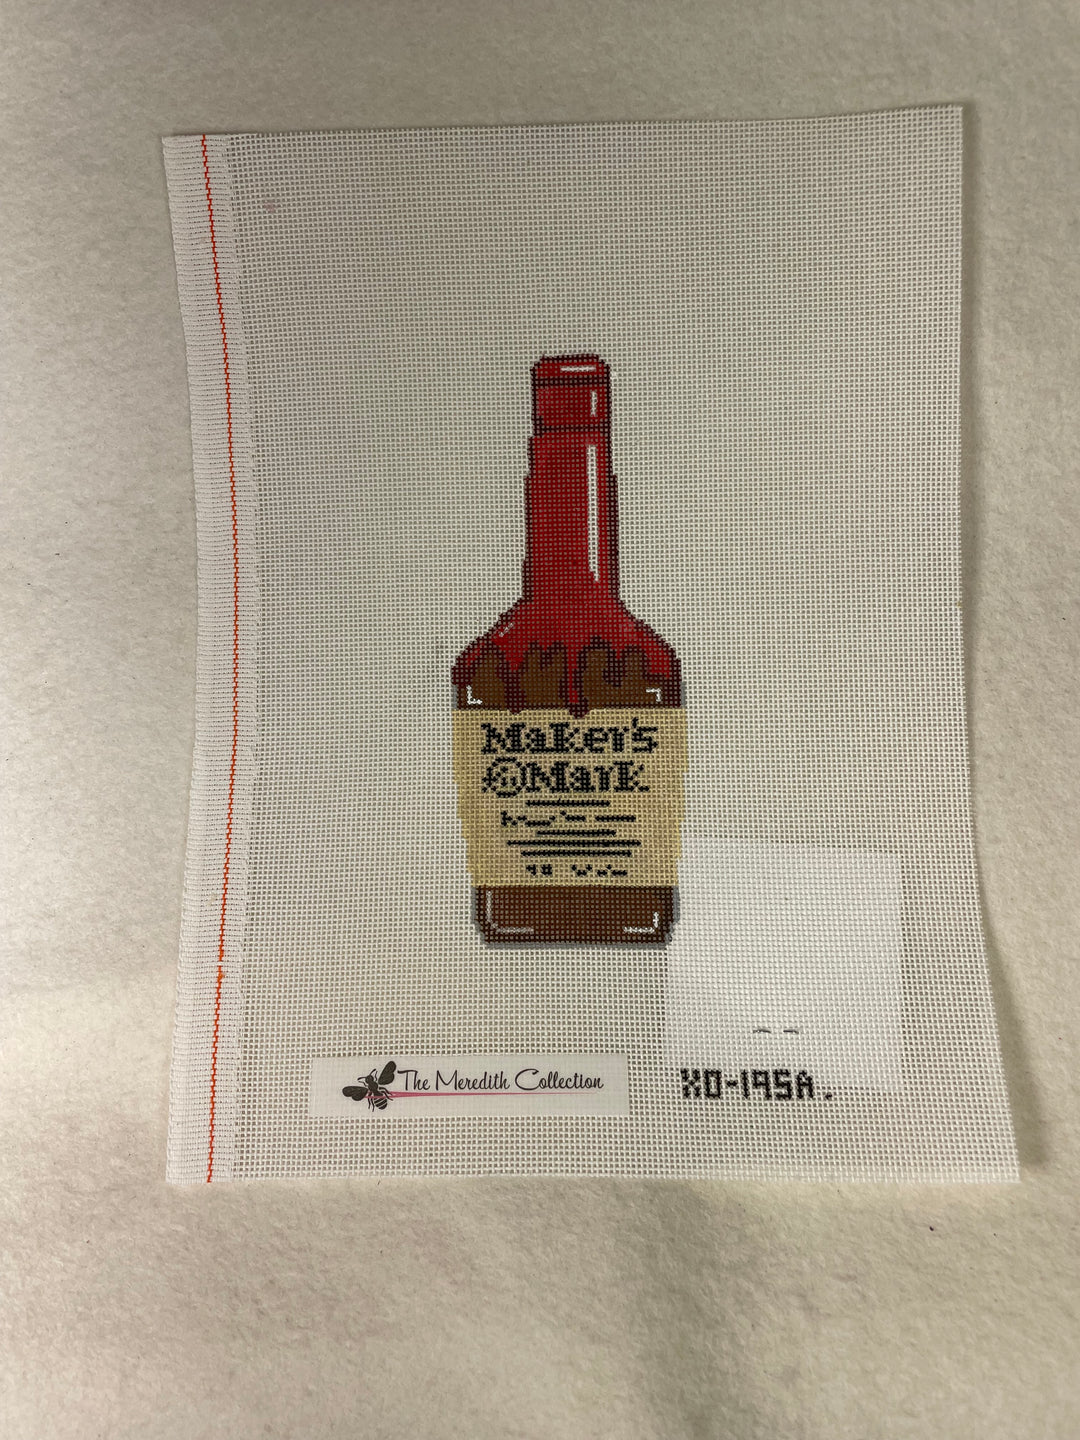 Maker's
Mark
The Meredith Collection
XO-195A.